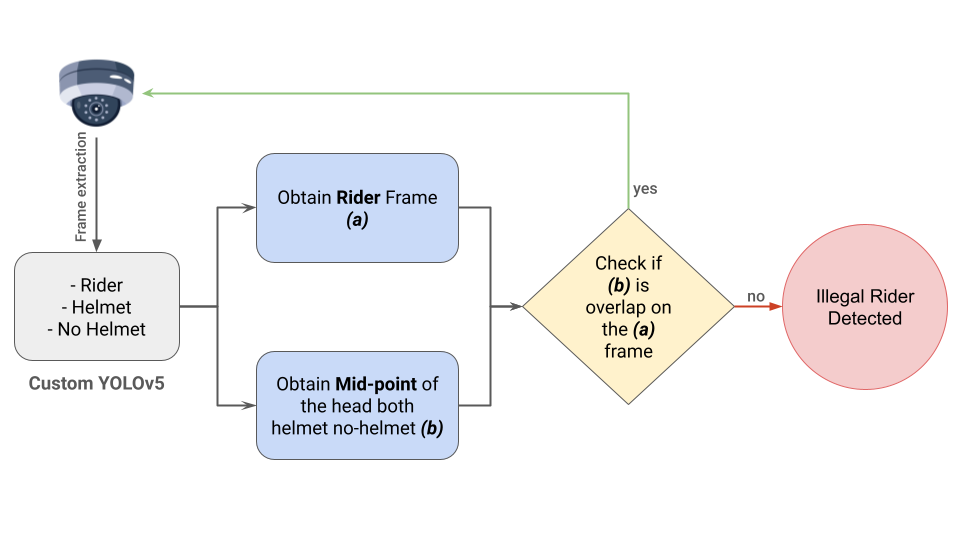 Frame extraction
- Rider
- Helmet
- No Helmet
Custom YOLOv5
Obtain Rider Frame
(a)
Obtain Mid-point of
the head both
helmet no-helmet (b)
Check if
(b) is
overlap on
the (a)
frame
yes
no
Illegal Rider
Detected